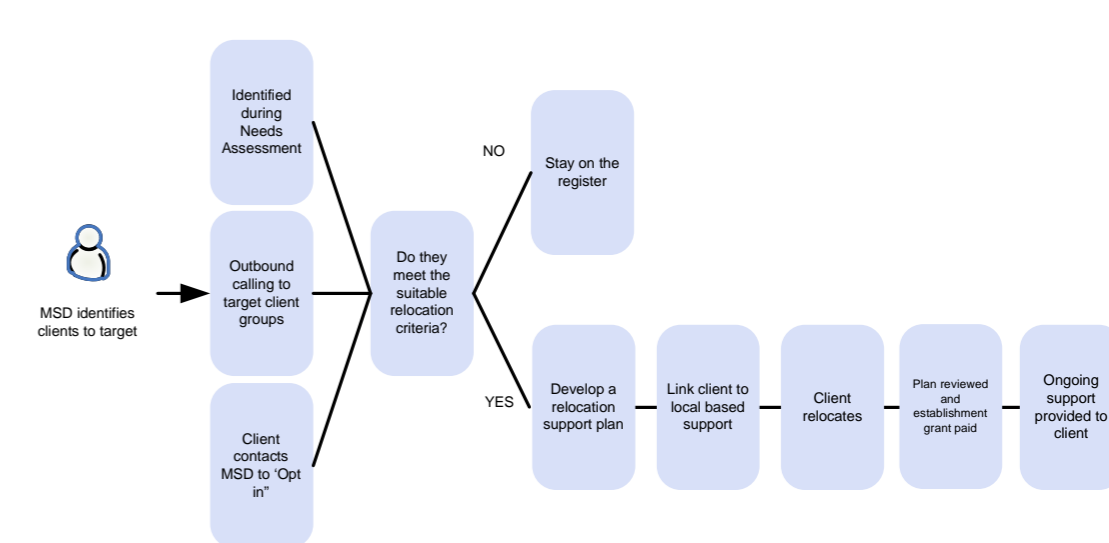 MSD identifies
clients to target
Identified
during
Needs
Assessment
Outbound
calling to
target client
groups
Client
contacts
MSD to ‘Opt
in”
Do they
meet the
suitable
relocation
criteria?
NO
Stay on the
register
YES
Develop a
relocation
support plan
Link client to
local based
support
Client
relocates
Plan reviewed
and
establishment
grant paid
Ongoing
support
provided to
client